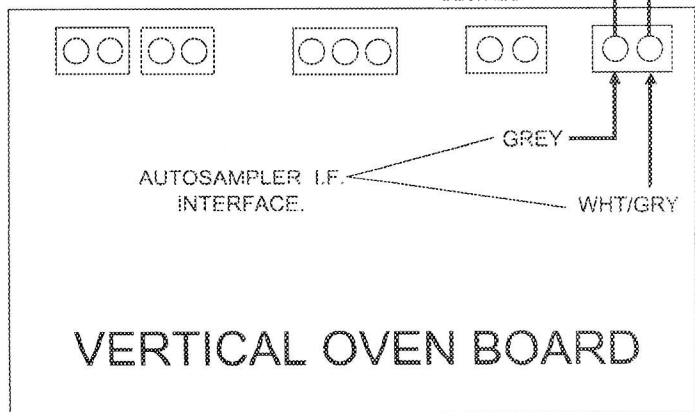 GREY
AUTOSAMPLER I.F.
INTERFACE.
WHT/GRY
VERTICAL OVEN BOARD